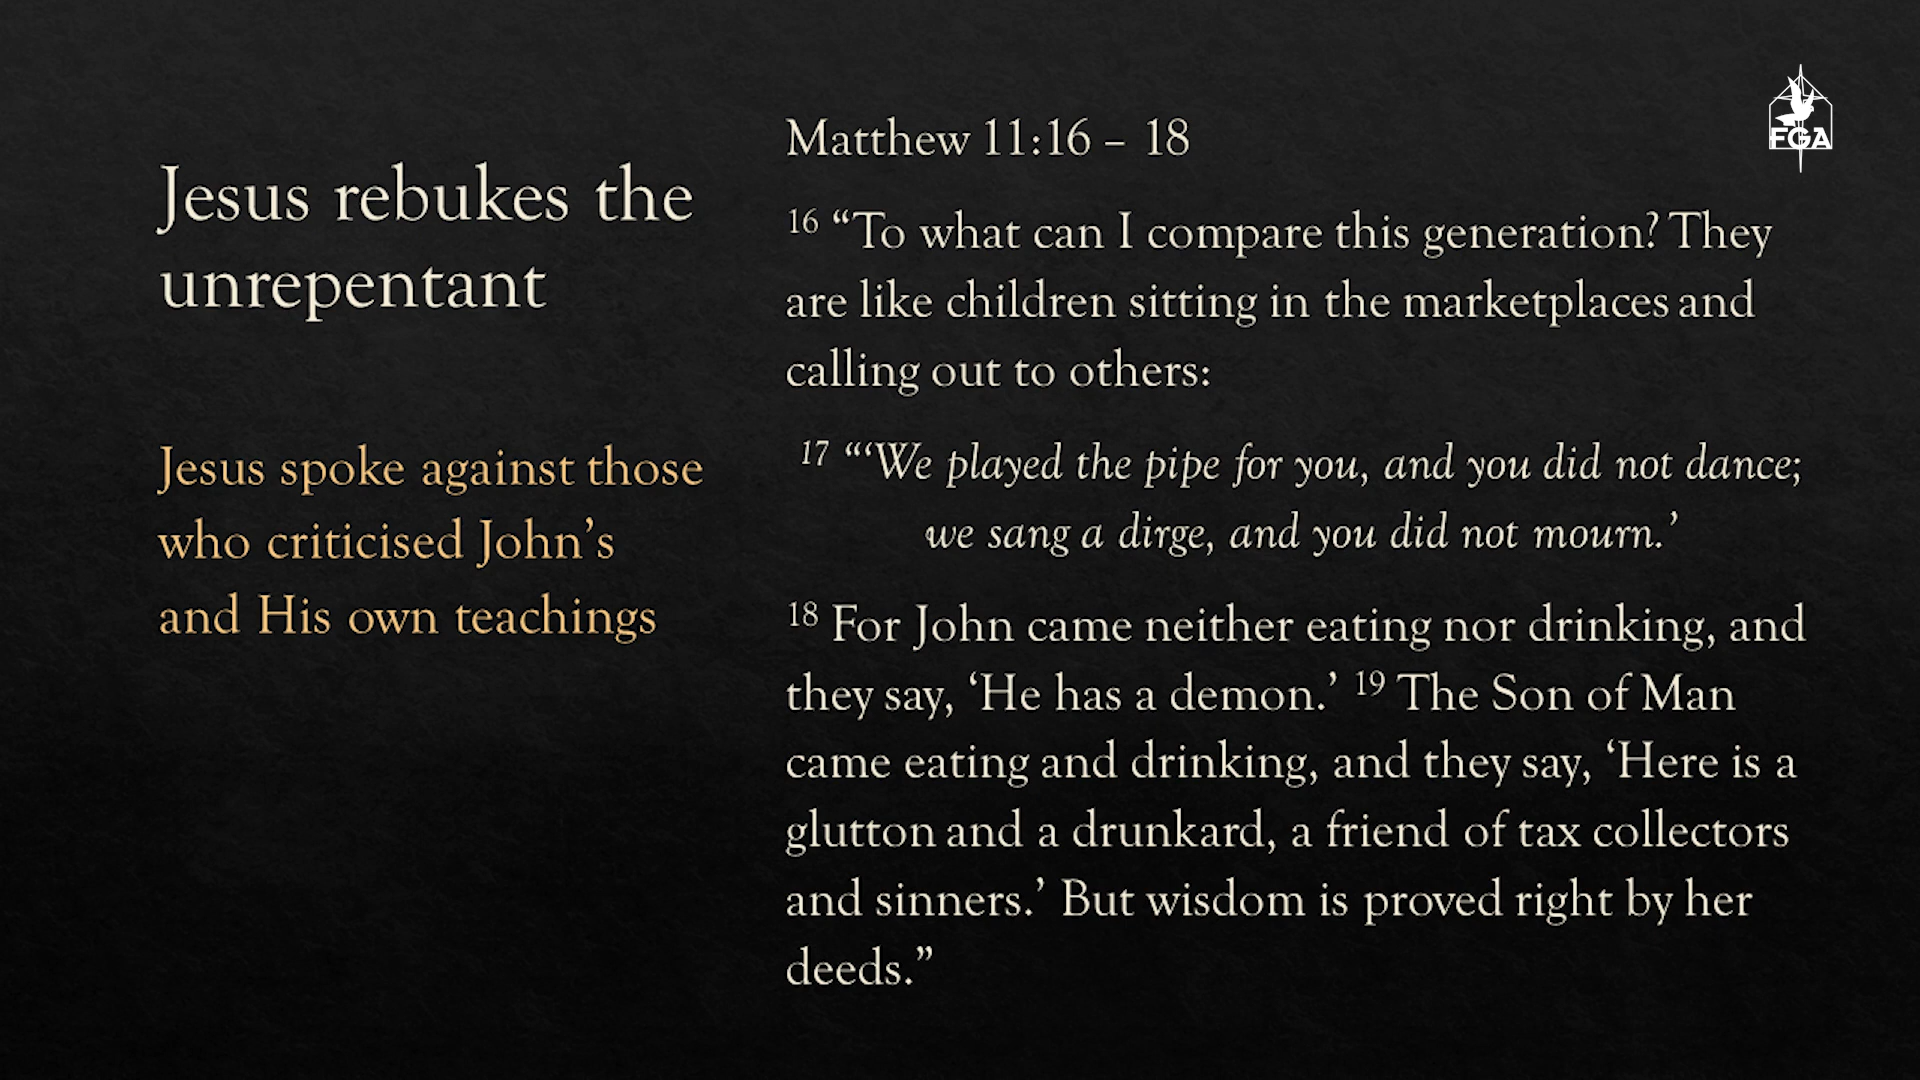 Jesus rebukes the
unrepentant
Jesus spoke against those
who criticised John’s
and His own teachings
Matthew 11:16 – 18
16 “To what can I compare this generation? They
are like children sitting in the marketplaces and
calling out to others:
17 “‘We played the pipe for you, and you did not dance;
we sang a dirge, and you did not mourn.’
18 For John came neither eating nor drinking, and
they say, ‘He has a demon.’ 19 The Son of Man
came eating and drinking, and they say, ‘Here is a
glutton and a drunkard, a friend of tax collectors
and sinners.’ But wisdom is proved right by her
deeds.”
FGA